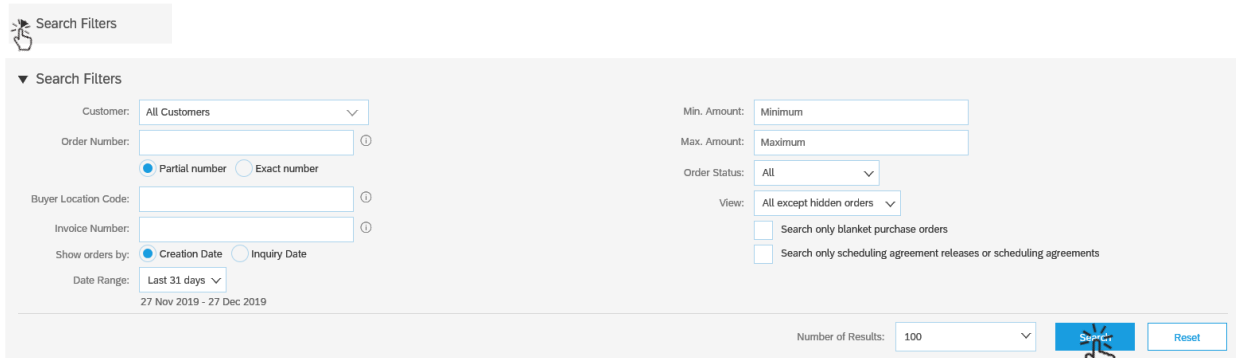 Search Filters
Search Filters
Customer: All Customers
Min. Amount: Minimum
Order Number:
Max. Amount: Maximum
Partial number Exact number
Order Status: All
Buyer Location Code:
View: All except hidden orders
Invoice Number:
Search only blanket purchase orders
Show orders by: Creation Date Inquiry Date
Search only scheduling agreement releases or scheduling agreements
Date Range: Last 31 days
27 Nov 2019 - 27 Dec 2019
Number of Results: 100 Search Reset